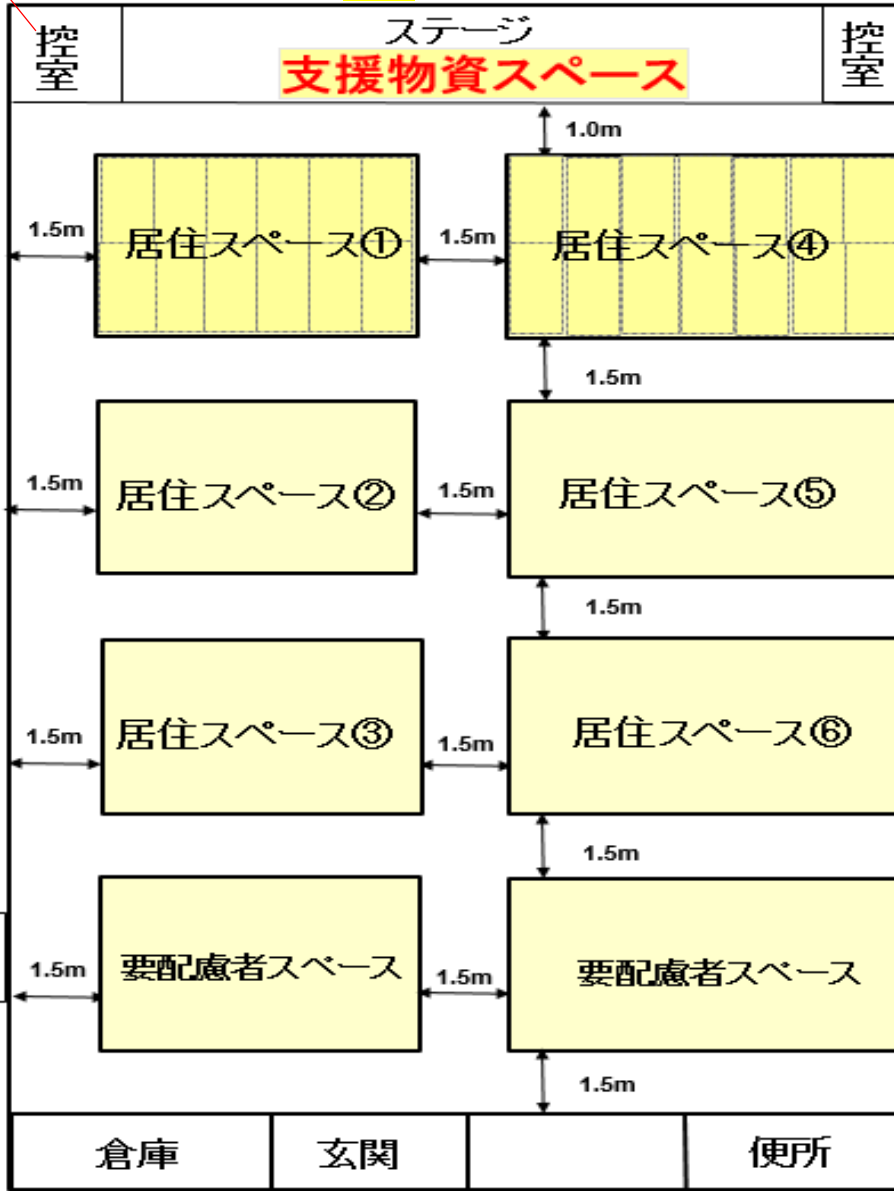 控室
ステージ
控室
支援物資スペース
1.0m
1.5m
居住スペース①
1.5m
居住スペース④
1.5m
1.5m
居住スペース②
1.5m
居住スペース⑤
1.5m
1.5m
居住スペース③
1.5m
居住スペース⑥
1.5m
1.5m
要配慮者スペース
1.5m
要配慮者スペース
1.5m
倉庫
玄関
便所